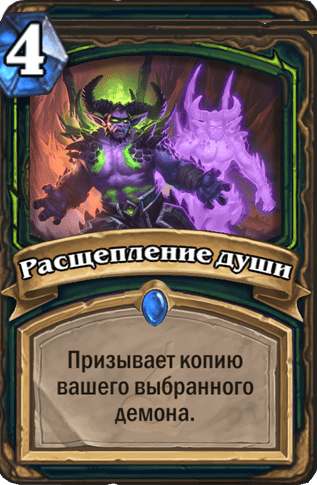 4
Расщепление души
Призывает копию
вашего выбранного
демона.